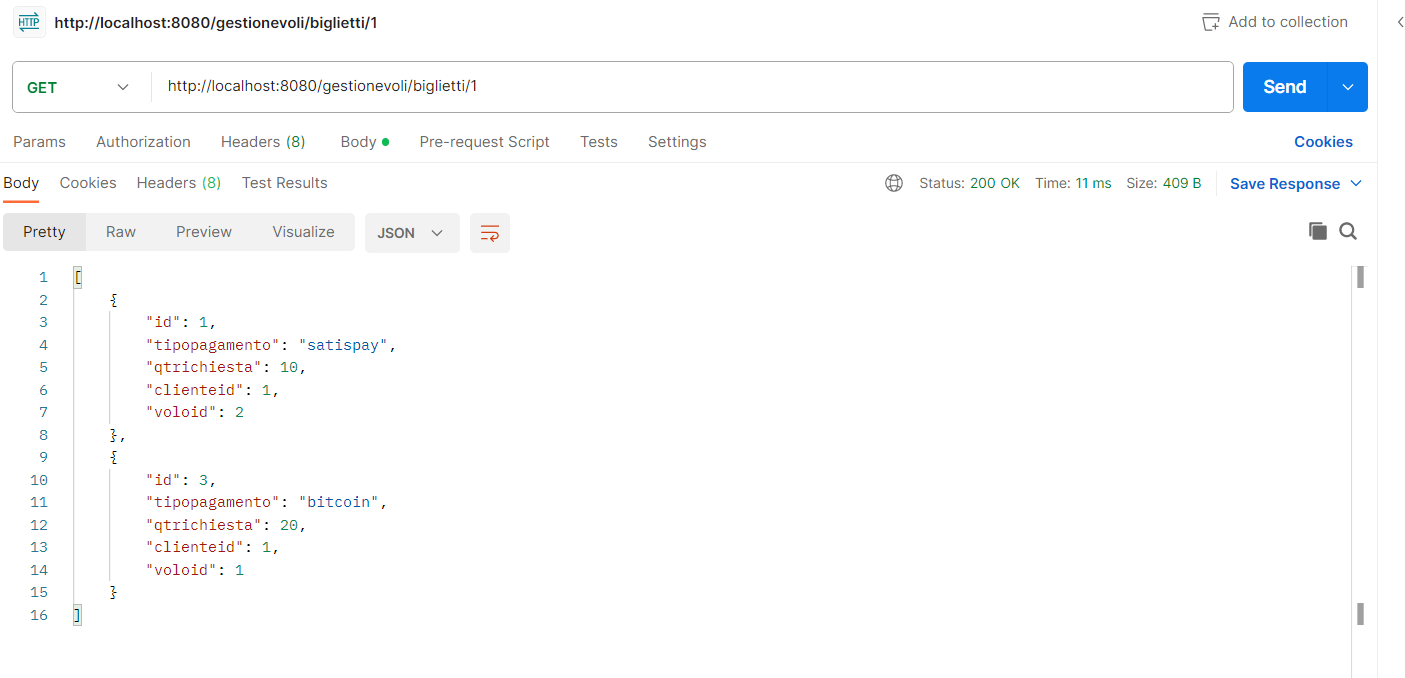 HTTP http://localhost:8080/gestionevoli/biglietti/1 Add to collection
GET http://localhost:8080/gestionevoli/biglietti/1 Send
Params Authorization Headers (8) Body Pre-request Script Tests Settings Cookies
Body Cookies Headers (8) Test Results Status: 200 OK Time: 11 ms Size: 409 B Save Response
Pretty Raw Preview Visualize JSON
1 [
2 {
3 "id": 1,
4 "tipopagamento": "satispay",
5 "qtrichiesta": 10,
6 "clienteid": 1,
7 "voloid": 2
8 },
9 {
10 "id": 3,
11 "tipopagamento": "bitcoin",
12 "qtrichiesta": 20,
13 "clienteid": 1,
14 "voloid": 1
15 }
16 ]